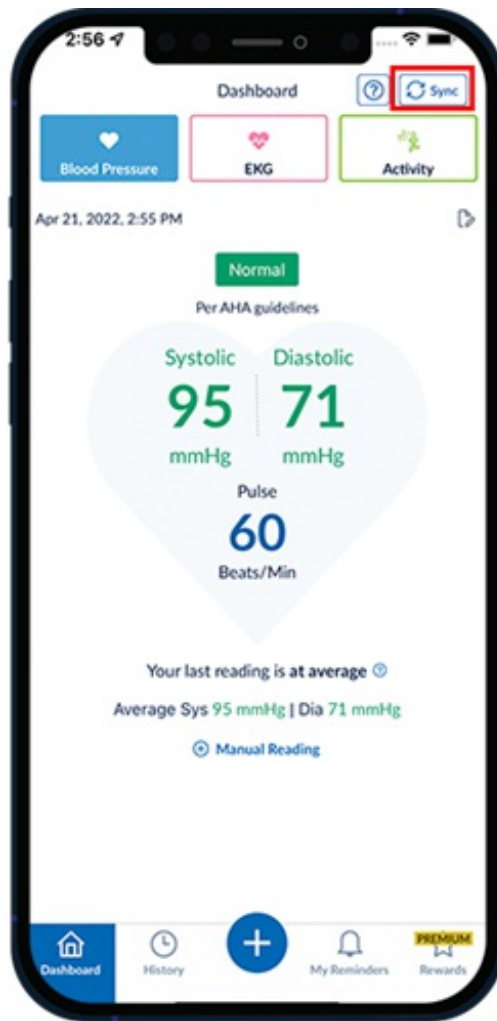 2:56
Dashboard
Sync
Blood Pressure
EKG
Activity
Apr 21, 2022, 2:55 PM
Normal
Per AHA guidelines
Systolic Diastolic
95 71
mmHg mmHg
Pulse
60
Beats/Min
Your last reading is at average
Average Sys 95 mmHg | Dia 71 mmHg
Manual Reading
PREMIUM
Dashboard History My Reminders Rewards